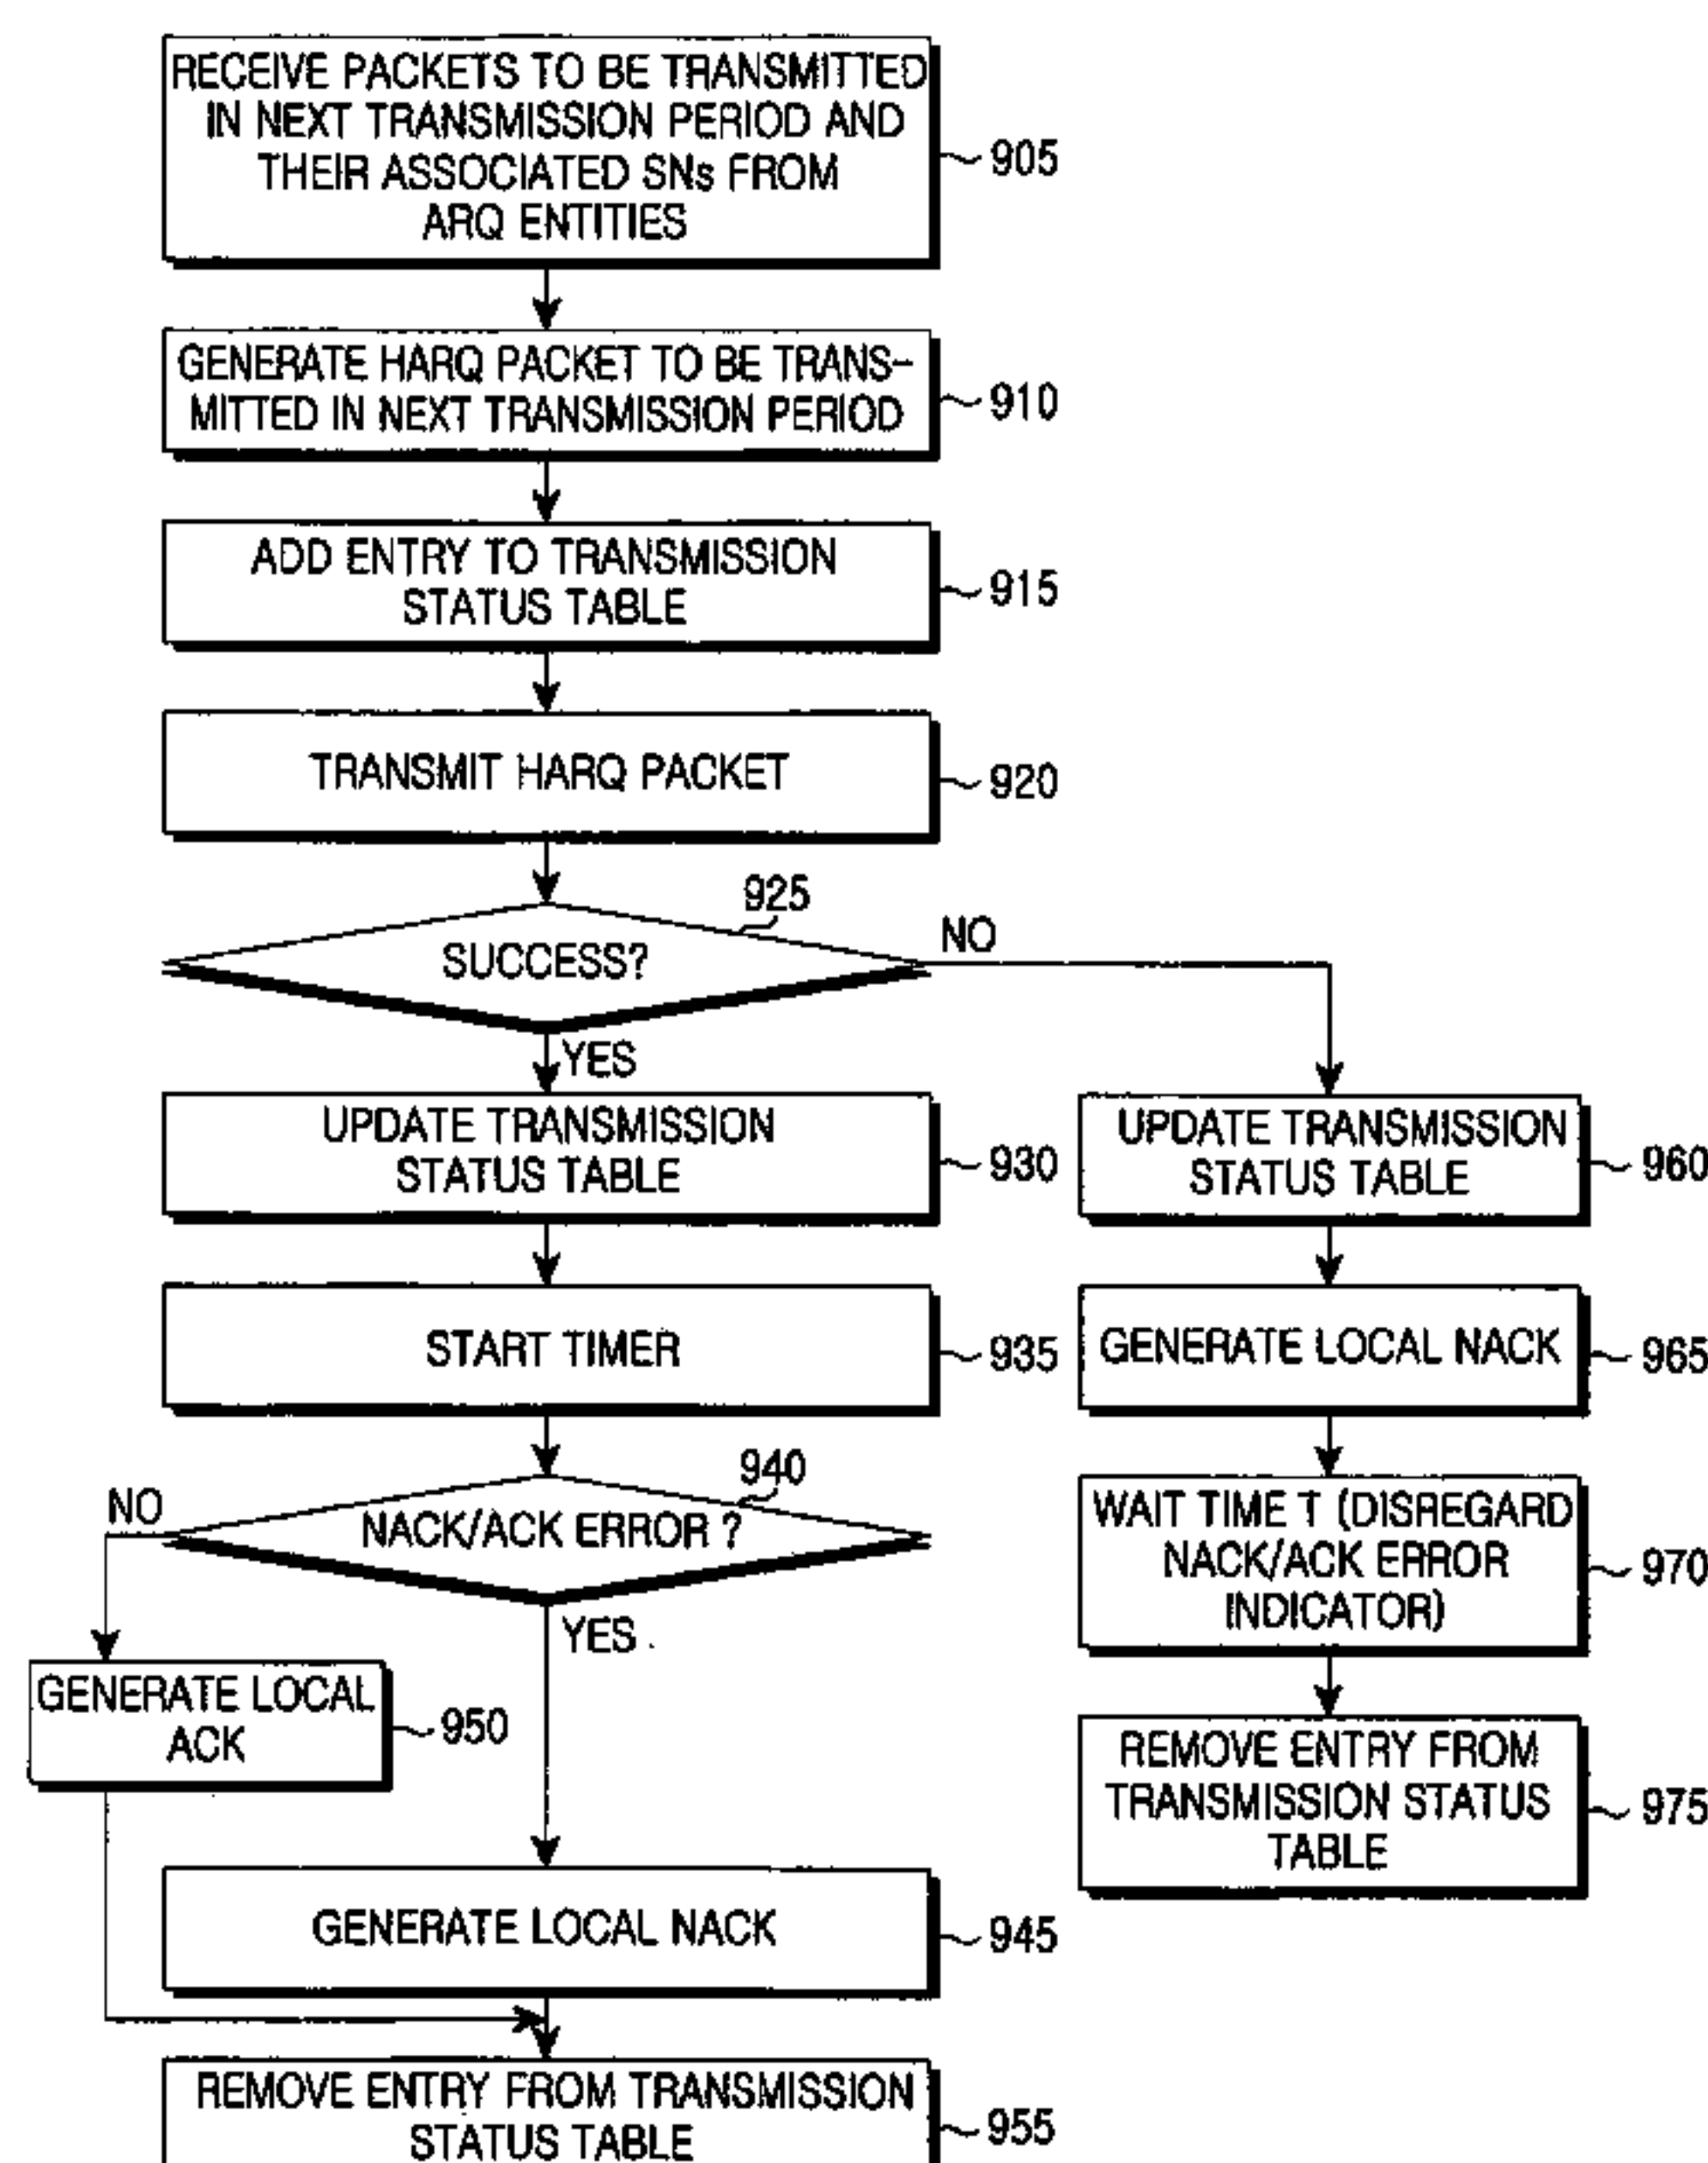 RECEIVE PACKETS TO BE TRANSMITTED
IN NEXT TRANSMISSION PERIOD AND
THEIR ASSOCIATED SNs FROM
ARQ ENTITIES
905
GENERATE HARQ PACKET TO BE TRANS-
MITTED IN NEXT TRANSMISSION PERIOD
910
ADD ENTRY TO TRANSMISSION
STATUS TABLE
915
TRANSMIT HARQ PACKET
920
925
SUCCESS?
NO
YES
UPDATE TRANSMISSION
STATUS TABLE
930
UPDATE TRANSMISSION
STATUS TABLE
960
START TIMER
935
GENERATE LOCAL NACK
965
940
NACK/ACK ERROR ?
NO
YES
WAIT TIME T (DISREGARD
NACK/ACK ERROR
INDICATOR)
970
GENERATE LOCAL
ACK
950
REMOVE ENTRY FROM
TRANSMISSION STATUS
TABLE
975
GENERATE LOCAL NACK
945
REMOVE ENTRY FROM TRANSMISSION
STATUS TABLE
955